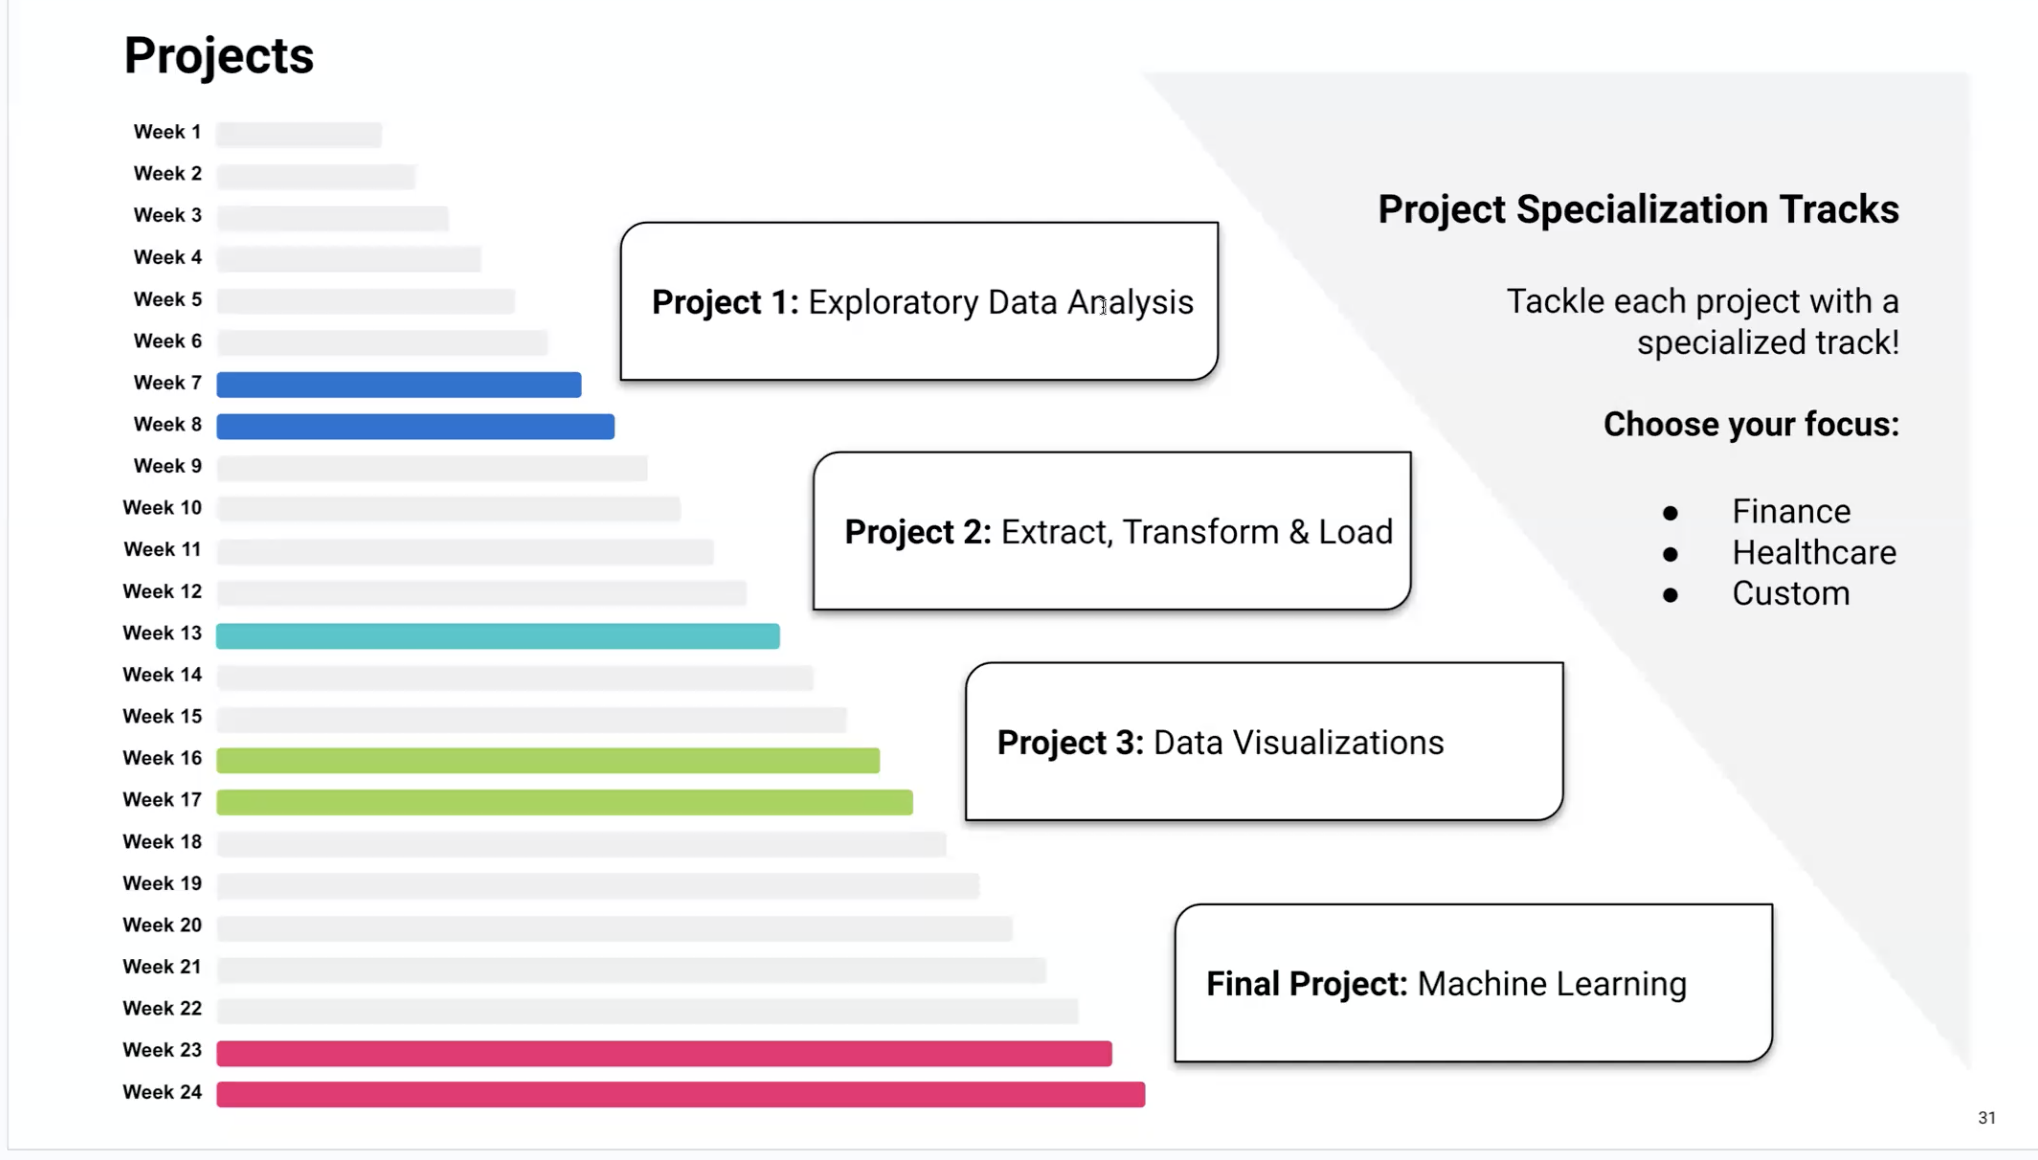 Projects
Week 1
Week 2
Week 3
Week 4
Week 5
Week 6
Week 7
Week 8
Week 9
Week 10
Week 11
Week 12
Week 13
Week 14
Week 15
Week 16
Week 17
Week 18
Week 19
Week 20
Week 21
Week 22
Week 23
Week 24
Project 1: Exploratory Data Analysis
Project 2: Extract, Transform & Load
Project 3: Data Visualizations
Final Project: Machine Learning
Project Specialization Tracks
Tackle each project with a
specialized track!
Choose your focus:
● Finance
● Healthcare
● Custom
31